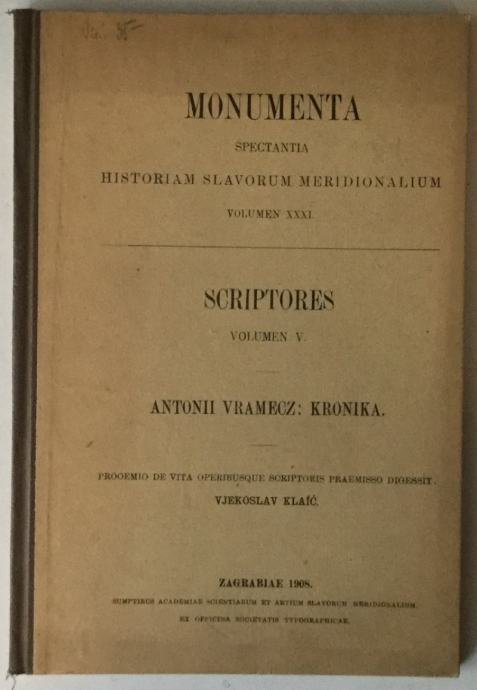 MONUMENTA
SPECTANTIA
HISTORIAM SLAVORUM MERIDIONALIUM
VOLUMEN XXXI.
SCRIPTORES
VOLUMEN V.
ANTONII VRAMECZ: KRONIKA.
PROOEMIO DE VITA OPERIBUSQUE SCRIPTORIS PRAEMISSO DIGESSIT
VJEKOSLAV KLAIĆ.
ZAGRABIAE 1908.
SUMPTIBUS ACADEMIAE SCIENTIARUM ET ARTIUM SLAVORUM MERIDIONALIUM.
EX OFFICINA SOCIETATIS TYPOGRAPHICAE.